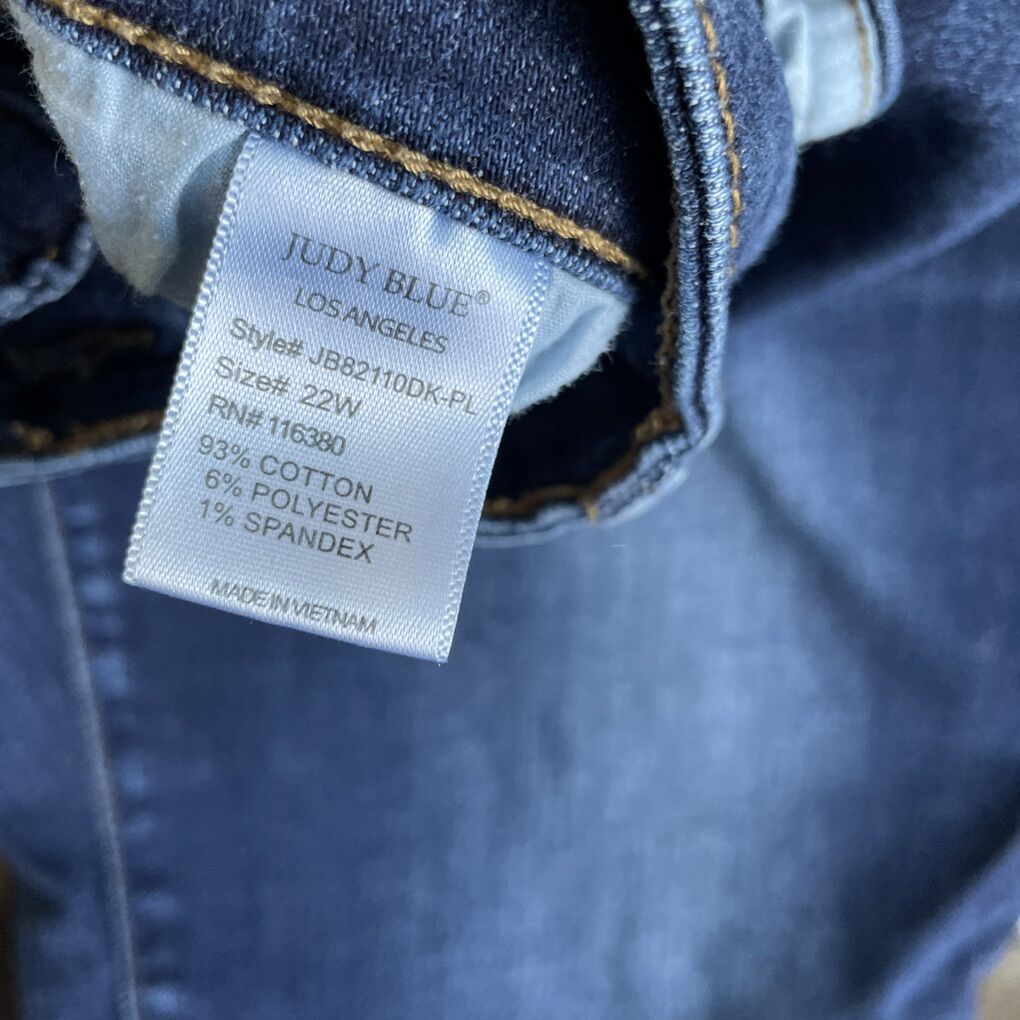 JUDY BLUE®
LOS ANGELES
Style# JB82110DK-PL
Size# 22W
RN# 116380
93% COTTON
6% POLYESTER
1% SPANDEX
MADE IN VIETNAM